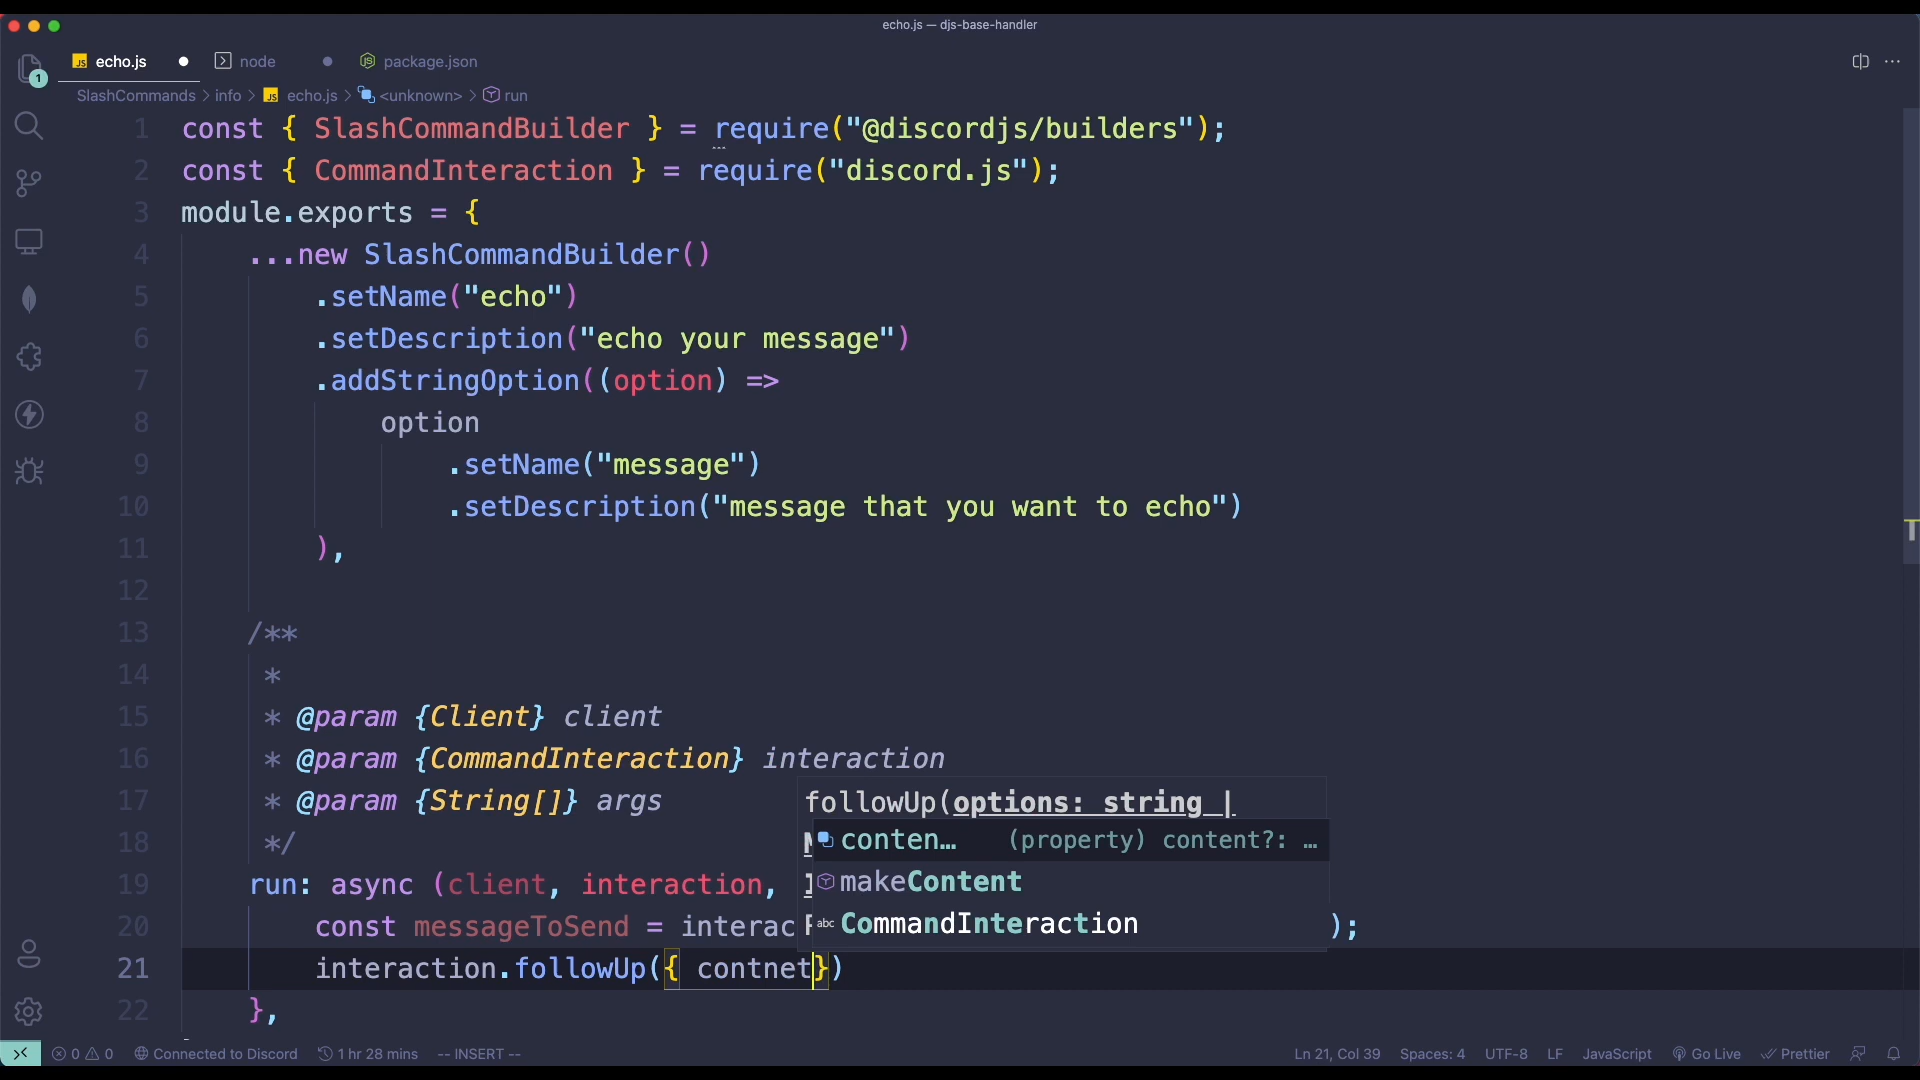 echo.js — djs-base-handler
JS echo.js node package.json
1
SlashCommands > info > JS echo.js > <unknown> > run
1 const { SlashCommandBuilder } = require("@discordjs/builders");
2 const { CommandInteraction } = require("discord.js");
3 module.exports = {
4 ...new SlashCommandBuilder()
5 .setName("echo")
6 .setDescription("echo your message")
7 .addStringOption((option) =>
8 option
9 .setName("message")
10 .setDescription("message that you want to echo")
11 ),
12
13 /**
14 *
15 * @param {Client} client
16 * @param {CommandInteraction} interaction
17 * @param {String[]} args
followUp(options: string |
18 */
conten… (property) content?: …
19 run: async (client, interaction,
makeContent
20 const messageToSend = interac );
abc CommandInteraction
21 interaction.followUp({ contnet})
22 },
0 0 Connected to Discord 1 hr 28 mins -- INSERT -- Ln 21, Col 39 Spaces: 4 UTF-8 LF JavaScript Go Live Prettier